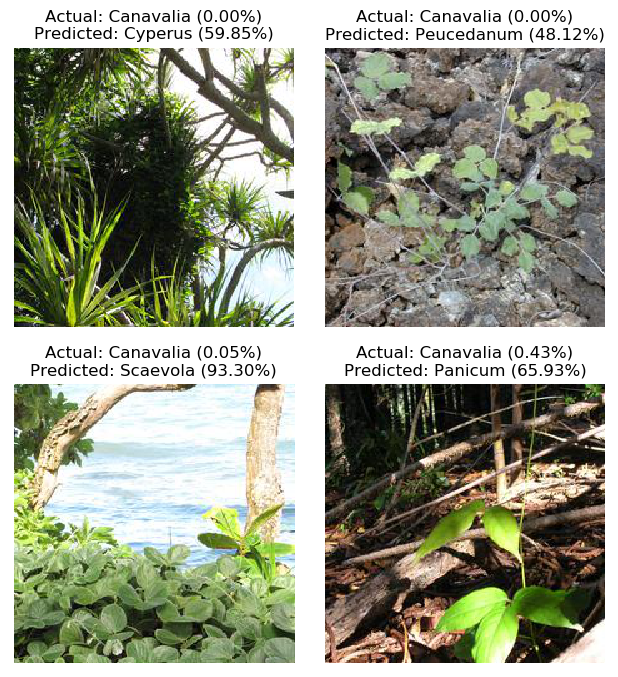 Actual: Canavalia (0.00%)
Predicted: Cyperus (59.85%)
Actual: Canavalia (0.00%)
Predicted: Peucedanum (48.12%)
Actual: Canavalia (0.05%)
Predicted: Scaevola (93.30%)
Actual: Canavalia (0.43%)
Predicted: Panicum (65.93%)